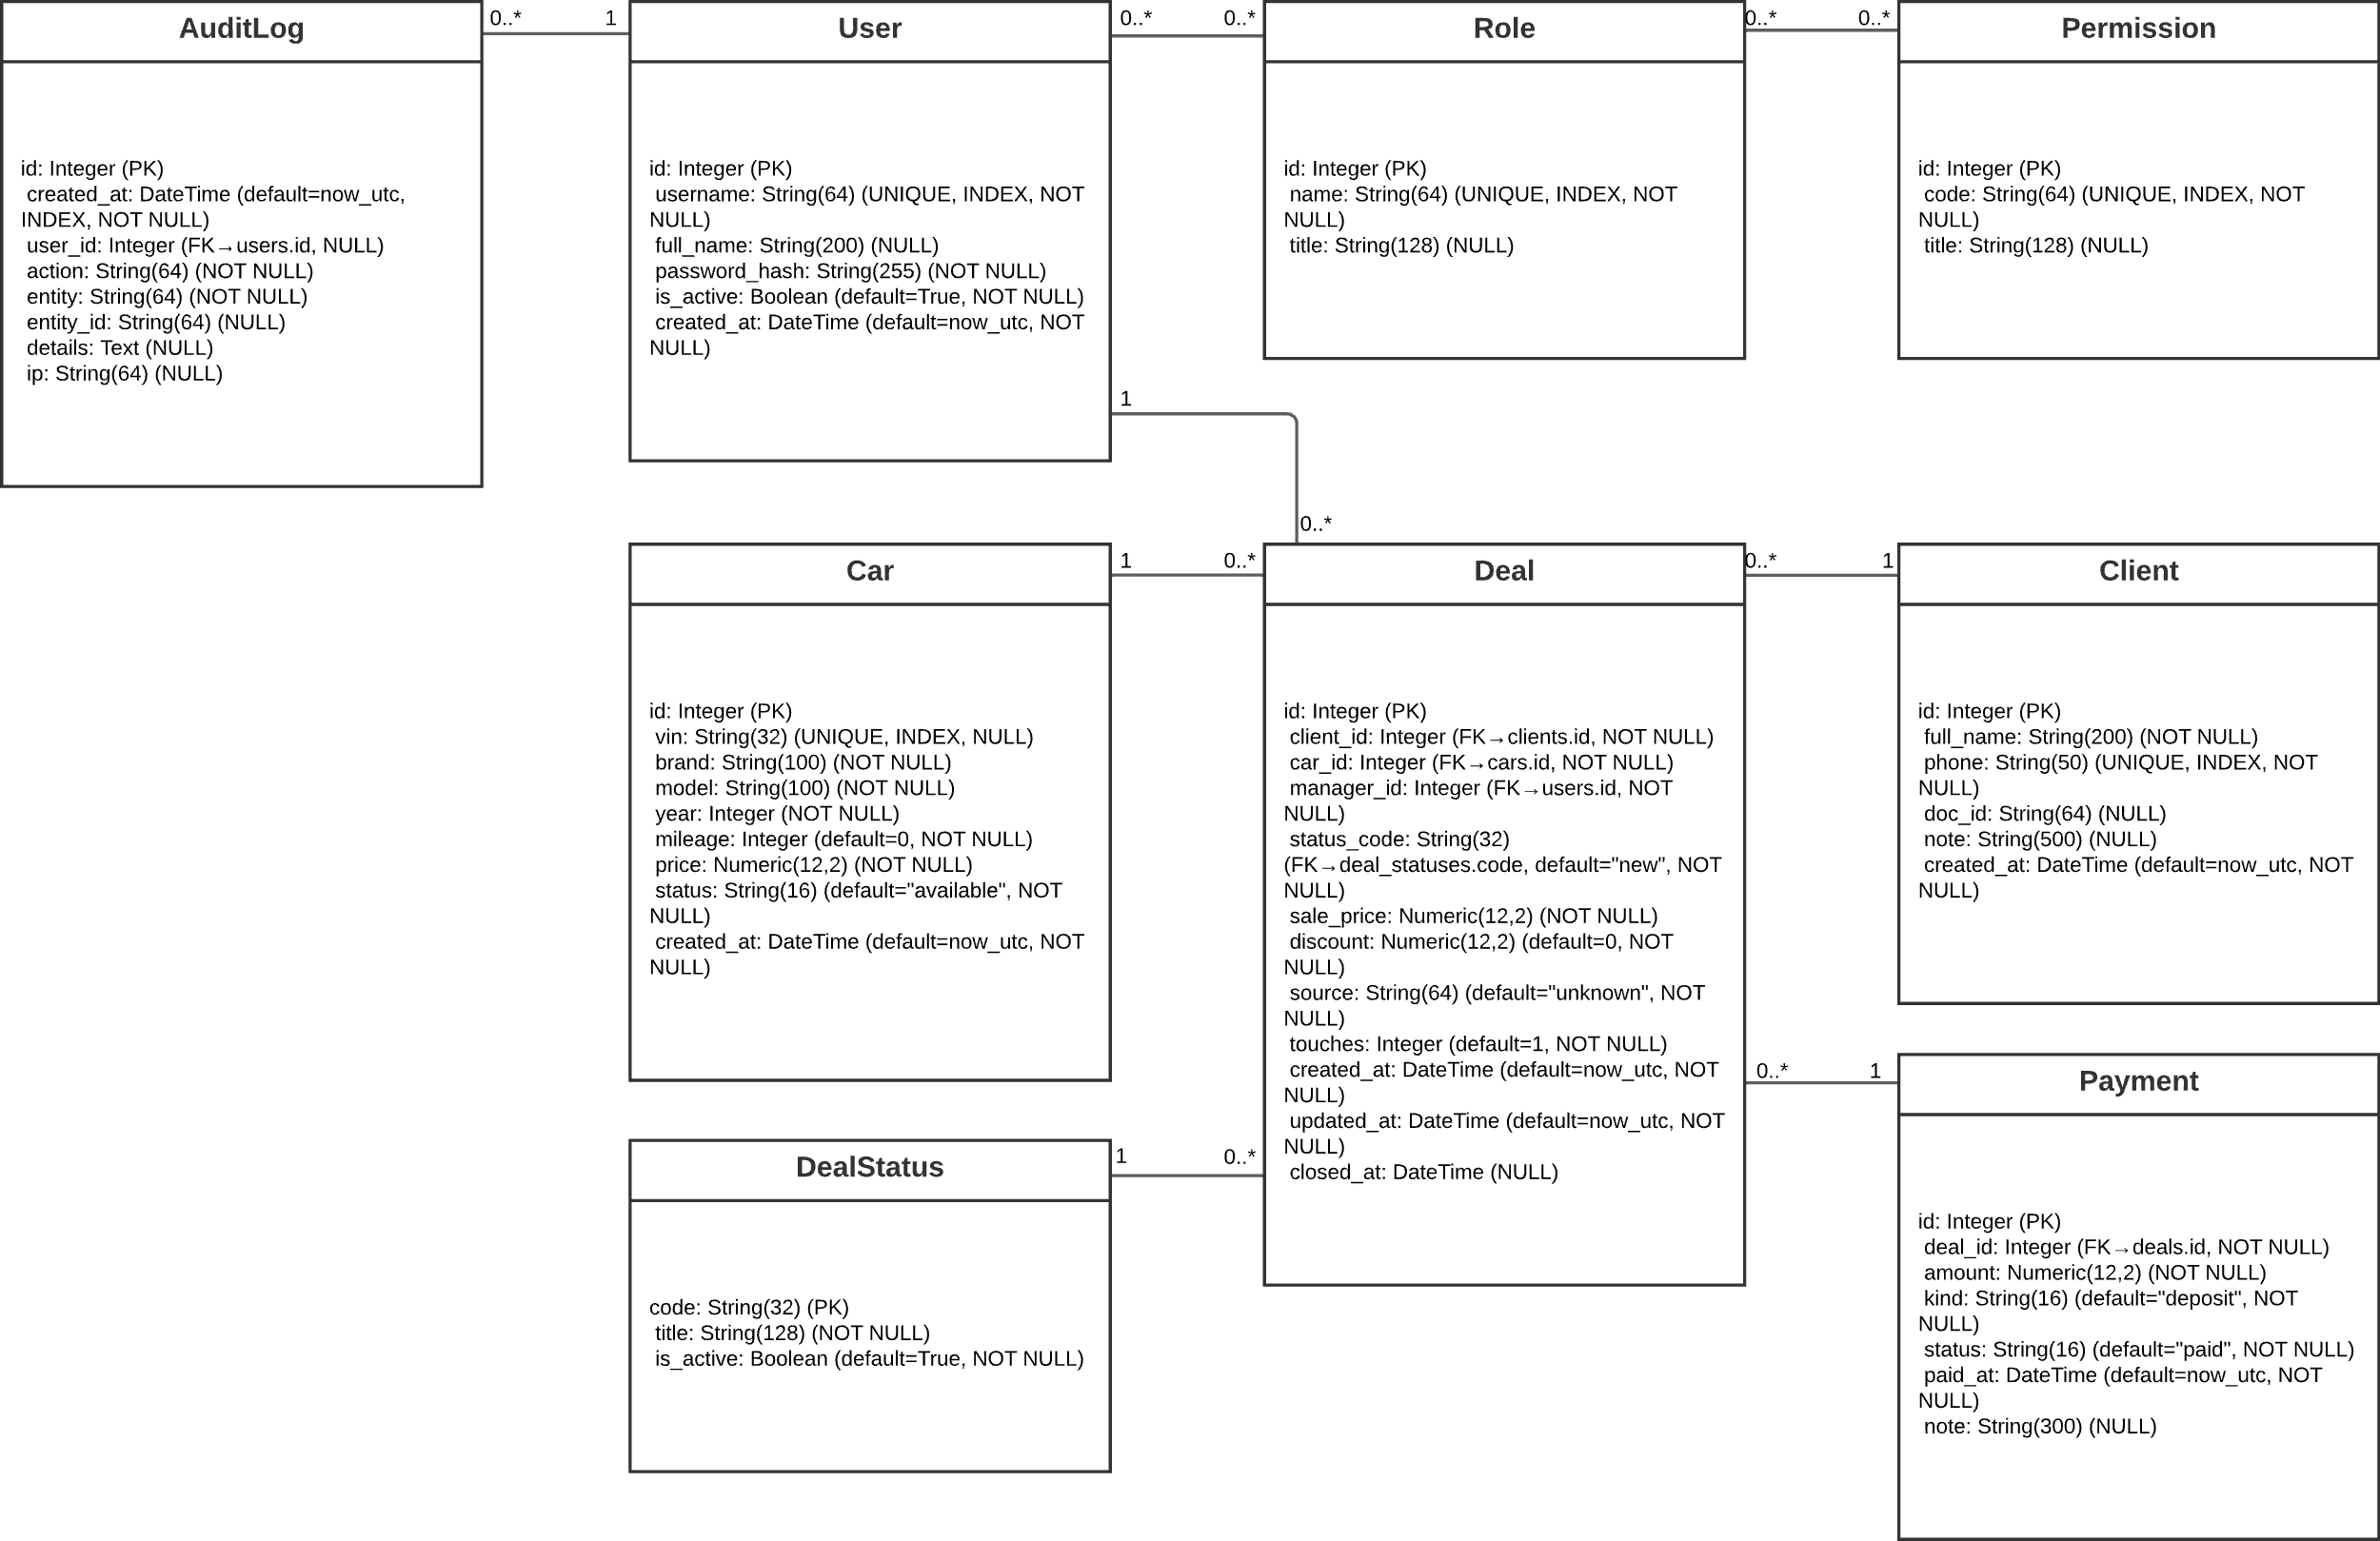 AuditLog
0..*
1
id: Integer (PK)
created_at: DateTime (default=now_utc,
INDEX, NOT NULL)
user_id: Integer (FK→users.id, NULL)
action: String(64) (NOT NULL)
entity: String(64) (NOT NULL)
entity_id: String(64) (NULL)
details: Text (NULL)
ip: String(64) (NULL)
User
0..*
0..*
id: Integer (PK)
username: String(64) (UNIQUE, INDEX, NOT
NULL)
full_name: String(200) (NULL)
password_hash: String(255) (NOT NULL)
is_active: Boolean (default=True, NOT NULL)
created_at: DateTime (default=now_utc, NOT
NULL)
1
0..*
Role
0..*
0..*
id: Integer (PK)
name: String(64) (UNIQUE, INDEX, NOT
NULL)
title: String(128) (NULL)
Permission
id: Integer (PK)
code: String(64) (UNIQUE, INDEX, NOT
NULL)
title: String(128) (NULL)
Car
1
0..*
id: Integer (PK)
vin: String(32) (UNIQUE, INDEX, NULL)
brand: String(100) (NOT NULL)
model: String(100) (NOT NULL)
year: Integer (NOT NULL)
mileage: Integer (default=0, NOT NULL)
price: Numeric(12,2) (NOT NULL)
status: String(16) (default="available", NOT
NULL)
created_at: DateTime (default=now_utc, NOT
NULL)
Deal
0..*
1
id: Integer (PK)
client_id: Integer (FK→clients.id, NOT NULL)
car_id: Integer (FK→cars.id, NOT NULL)
manager_id: Integer (FK→users.id, NOT
NULL)
status_code: String(32)
(FK→deal_statuses.code, default="new", NOT
NULL)
sale_price: Numeric(12,2) (NOT NULL)
discount: Numeric(12,2) (default=0, NOT
NULL)
source: String(64) (default="unknown", NOT
NULL)
touches: Integer (default=1, NOT NULL)
created_at: DateTime (default=now_utc, NOT
NULL)
updated_at: DateTime (default=now_utc, NOT
NULL)
closed_at: DateTime (NULL)
Client
id: Integer (PK)
full_name: String(200) (NOT NULL)
phone: String(50) (UNIQUE, INDEX, NOT
NULL)
doc_id: String(64) (NULL)
note: String(500) (NULL)
created_at: DateTime (default=now_utc, NOT
NULL)
DealStatus
1
0..*
code: String(32) (PK)
title: String(128) (NOT NULL)
is_active: Boolean (default=True, NOT NULL)
0..*
1
Payment
id: Integer (PK)
deal_id: Integer (FK→deals.id, NOT NULL)
amount: Numeric(12,2) (NOT NULL)
kind: String(16) (default="deposit", NOT
NULL)
status: String(16) (default="paid", NOT NULL)
paid_at: DateTime (default=now_utc, NOT
NULL)
note: String(300) (NULL)